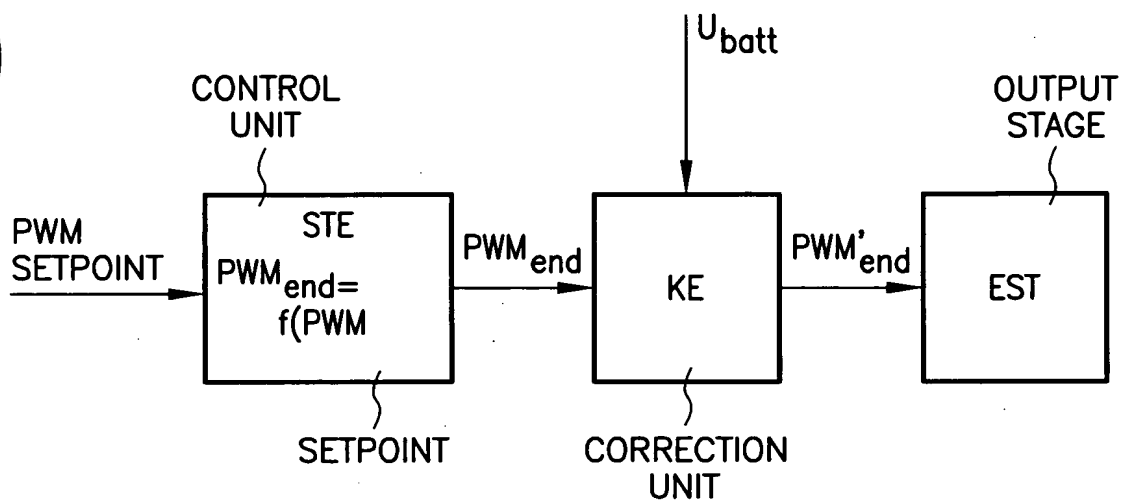 U_batt
CONTROL
UNIT
OUTPUT
STAGE
PWM
SETPOINT
STE
PWM_end=
f(PWM
PWM_end
KE
PWM'_end
EST
SETPOINT
CORRECTION
UNIT